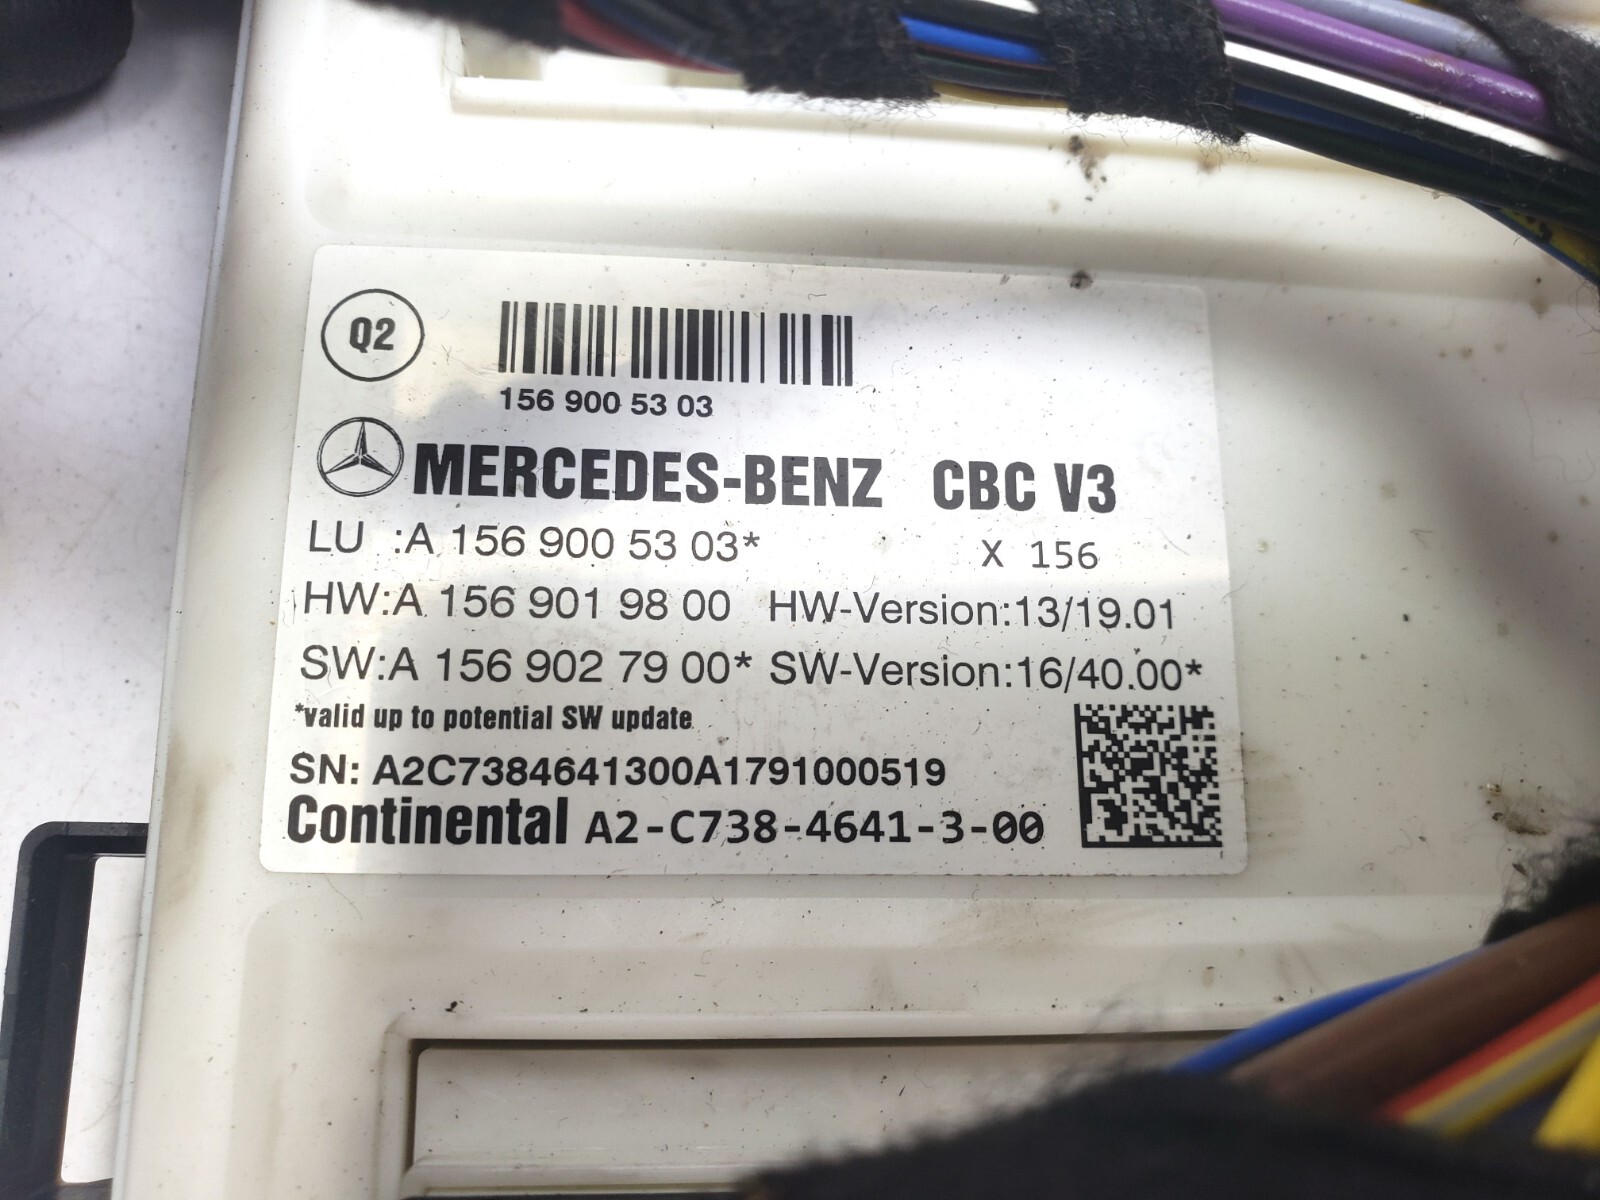 Q2
156 900 53 03
MERCEDES-BENZ CBC V3
LU :A 156 900 53 03* X 156
HW:A 156 901 98 00 HW-Version:13/19.01
SW:A 156 902 79 00* SW-Version:16/40.00*
*valid up to potential SW update
SN: A2C7384641300A1791000519
Continental A2-C738-4641-3-00